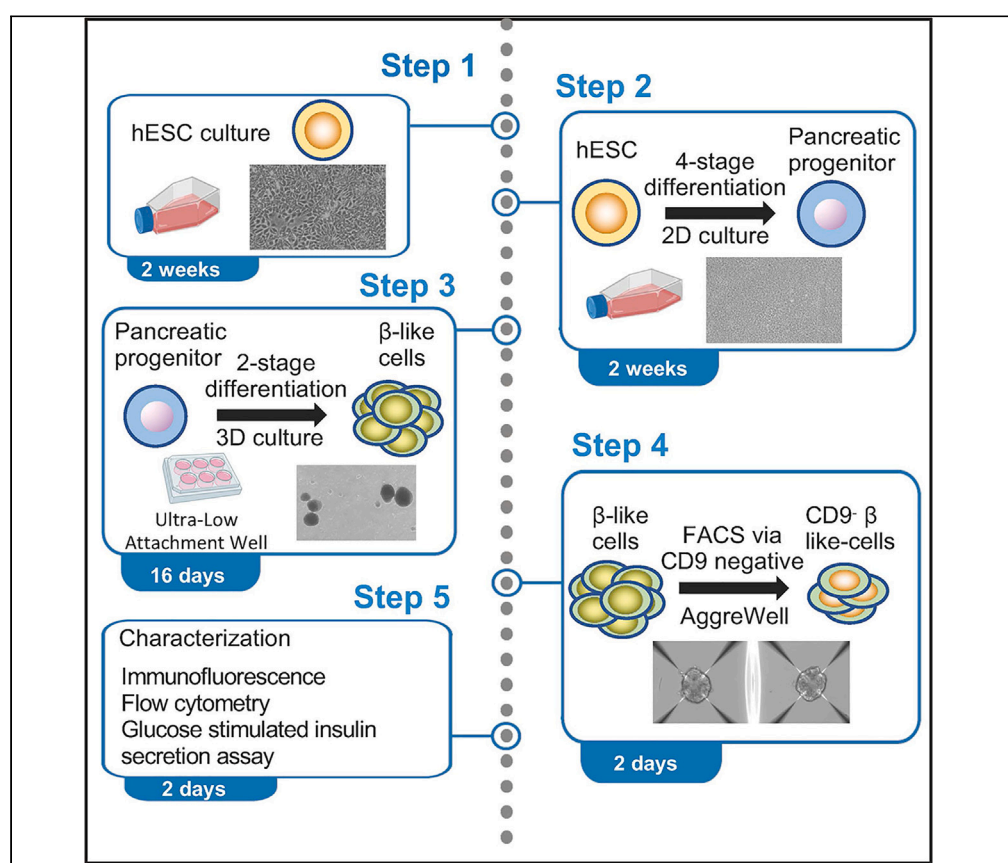 Step 1
hESC culture
2 weeks
Step 2
hESC
4-stage
differentiation
2D culture
Pancreatic
progenitor
2 weeks
Step 3
Pancreatic
progenitor
2-stage
differentiation
3D culture
β-like
cells
Ultra-Low
Attachment Well
16 days
Step 4
β-like
cells
FACS via
CD9 negative
AggreWell
CD9⁻ β
like-cells
2 days
Step 5
Characterization
Immunofluorescence
Flow cytometry
Glucose stimulated insulin
secretion assay
2 days